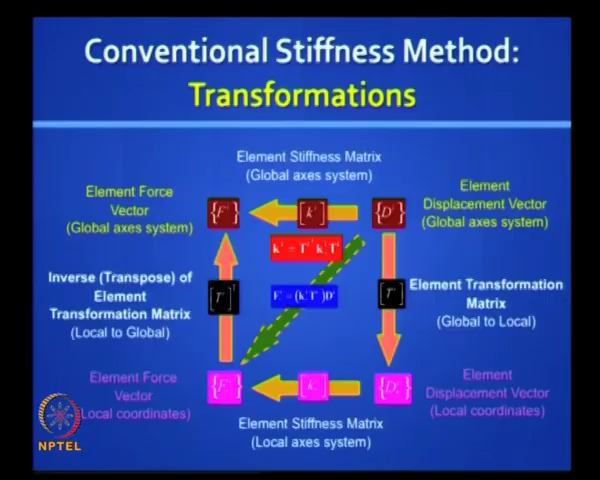 Conventional Stiffness Method:
Transformations
Element Stiffness Matrix
(Global axes system)
Element Force
Vector
(Global axes system)
Element
Displacement Vector
(Global axes system)
Inverse (Transpose) of
Element
Transformation Matrix
(Local to Global)
Element Transformation
Matrix
(Global to Local)
Element Force
Vector
(Local coordinates)
Element Stiffness Matrix
(Local axes system)
Element
Displacement Vector
(Local coordinates)
NPTEL